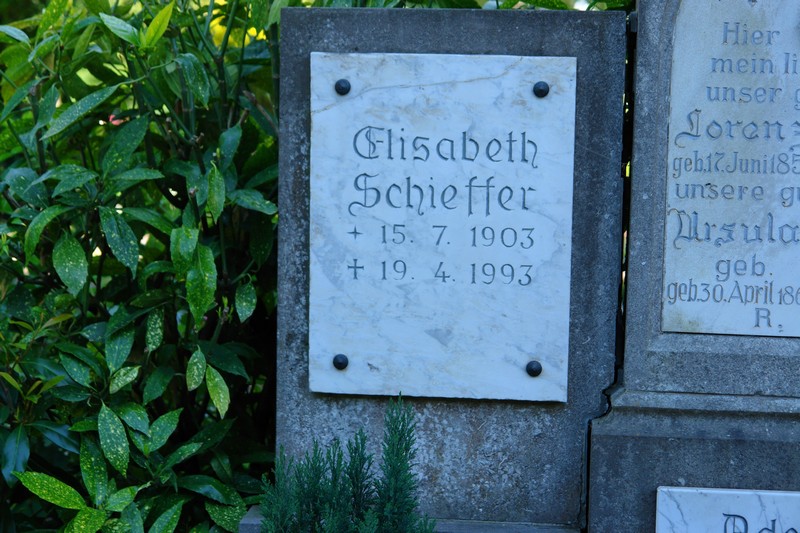 Elisabeth
Schieffer
* 15. 7. 1903
† 19. 4. 1993
Hier
mein
unser
Lorenz
geb. 17. Juni
unsere
Ursula
geb.
geb. 30. April
R.